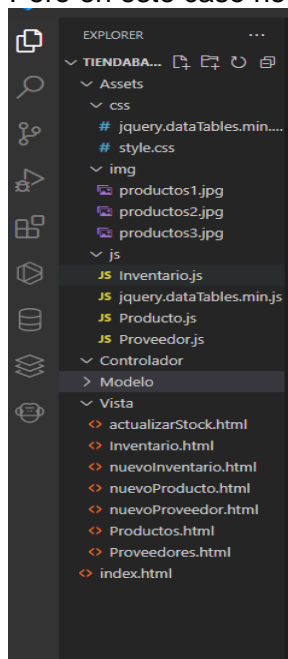 EXPLORER ...
TIENDABA...
Assets
css
# jquery.dataTables.min....
# style.css
img
productos1.jpg
productos2.jpg
productos3.jpg
js
JS Inventario.js
JS jquery.dataTables.min.js
JS Producto.js
JS Proveedor.js
Controlador
Modelo
Vista
<> actualizarStock.html
<> Inventario.html
<> nuevoInventario.html
<> nuevoProducto.html
<> nuevoProveedor.html
<> Productos.html
<> Proveedores.html
<> index.html